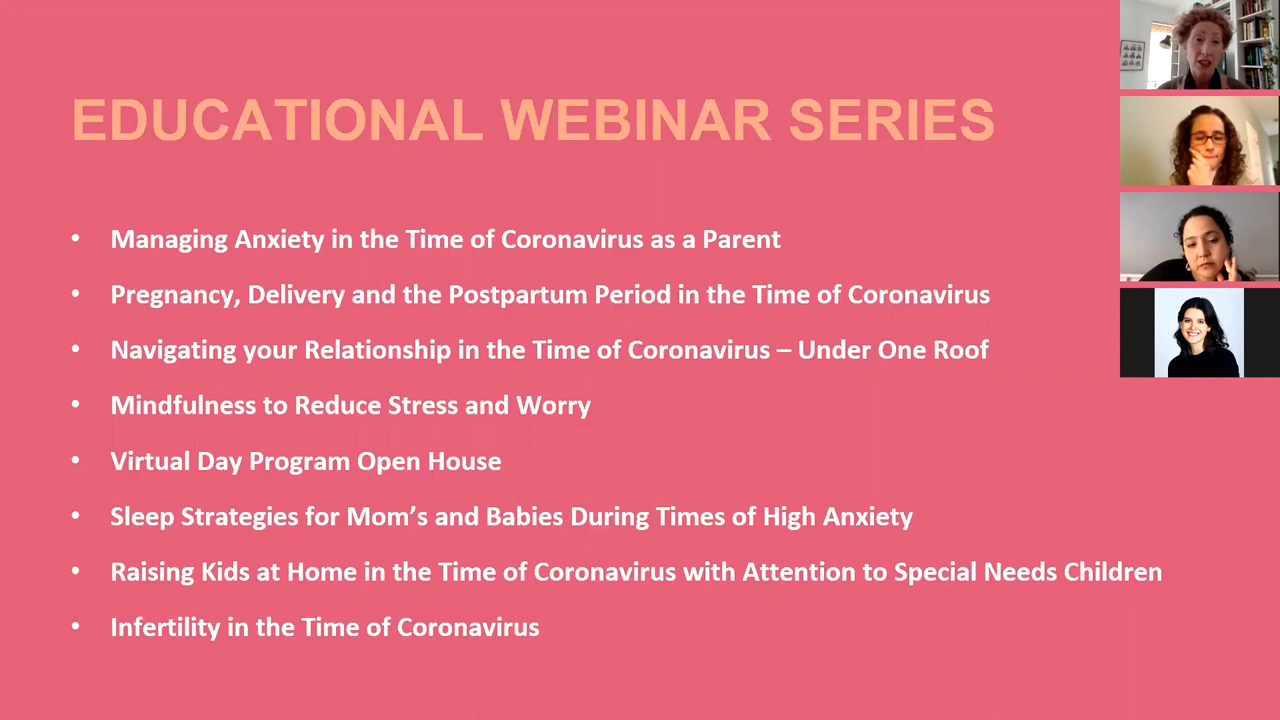 EDUCATIONAL WEBINAR SERIES
• Managing Anxiety in the Time of Coronavirus as a Parent
• Pregnancy, Delivery and the Postpartum Period in the Time of Coronavirus
• Navigating your Relationship in the Time of Coronavirus – Under One Roof
• Mindfulness to Reduce Stress and Worry
• Virtual Day Program Open House
• Sleep Strategies for Mom’s and Babies During Times of High Anxiety
• Raising Kids at Home in the Time of Coronavirus with Attention to Special Needs Children
• Infertility in the Time of Coronavirus